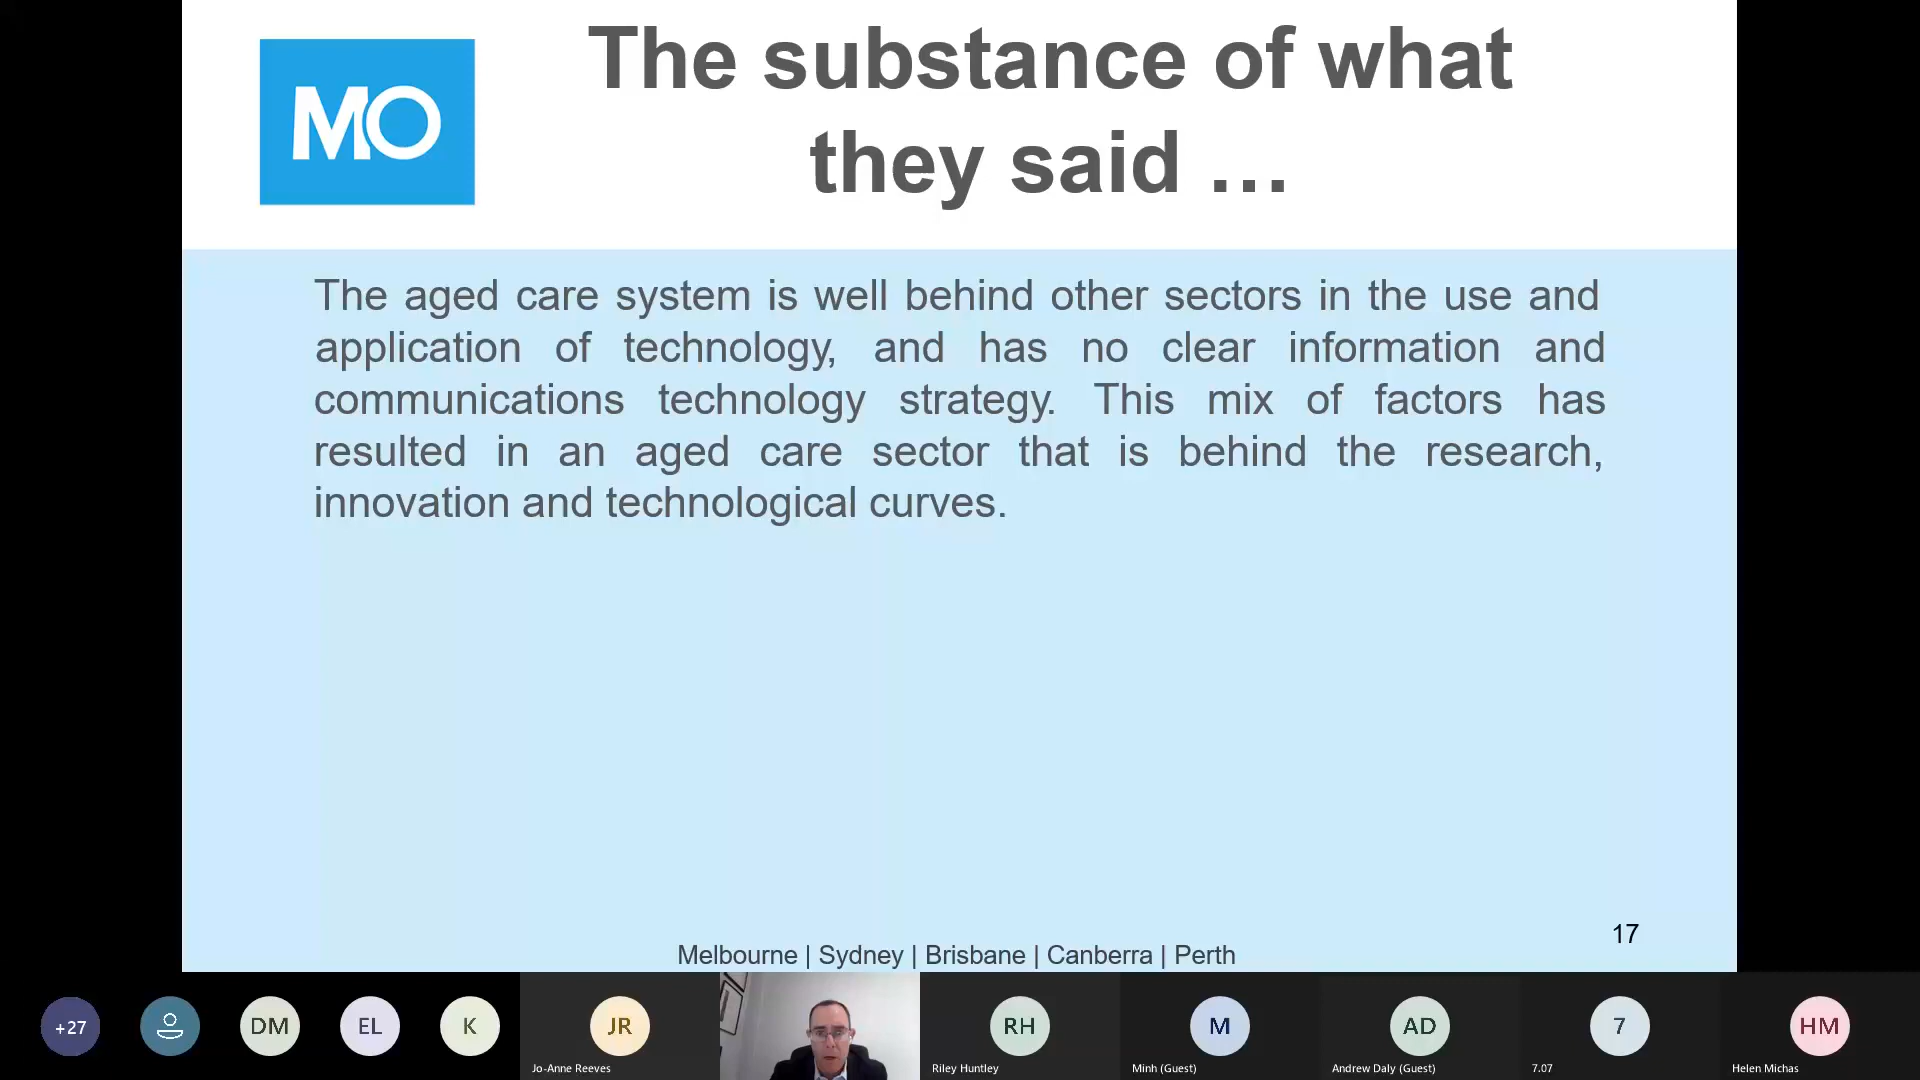 MO
The substance of what
they said ...
The aged care system is well behind other sectors in the use and
application of technology, and has no clear information and
communications technology strategy. This mix of factors has
resulted in an aged care sector that is behind the research,
innovation and technological curves.
17
Melbourne | Sydney | Brisbane | Canberra | Perth
+27
DM
EL
K
JR
RH
M
AD
7
HM
Jo-Anne Reeves
Riley Huntley
Minh (Guest)
Andrew Daly (Guest)
7.07
Helen Michas